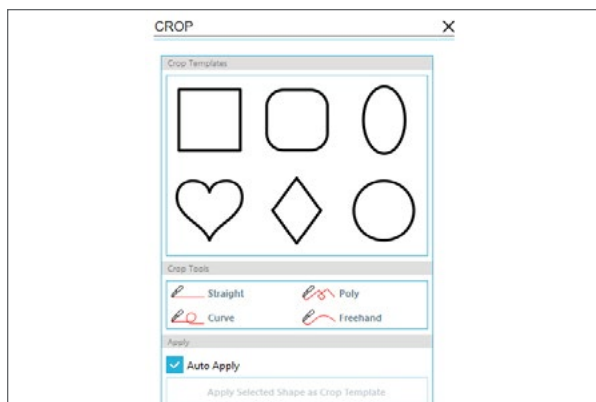 CROP
Crop Templates
Crop Tools
Straight Poly
Curve Freehand
Apply
Auto Apply
Apply Selected Shape as Crop Template